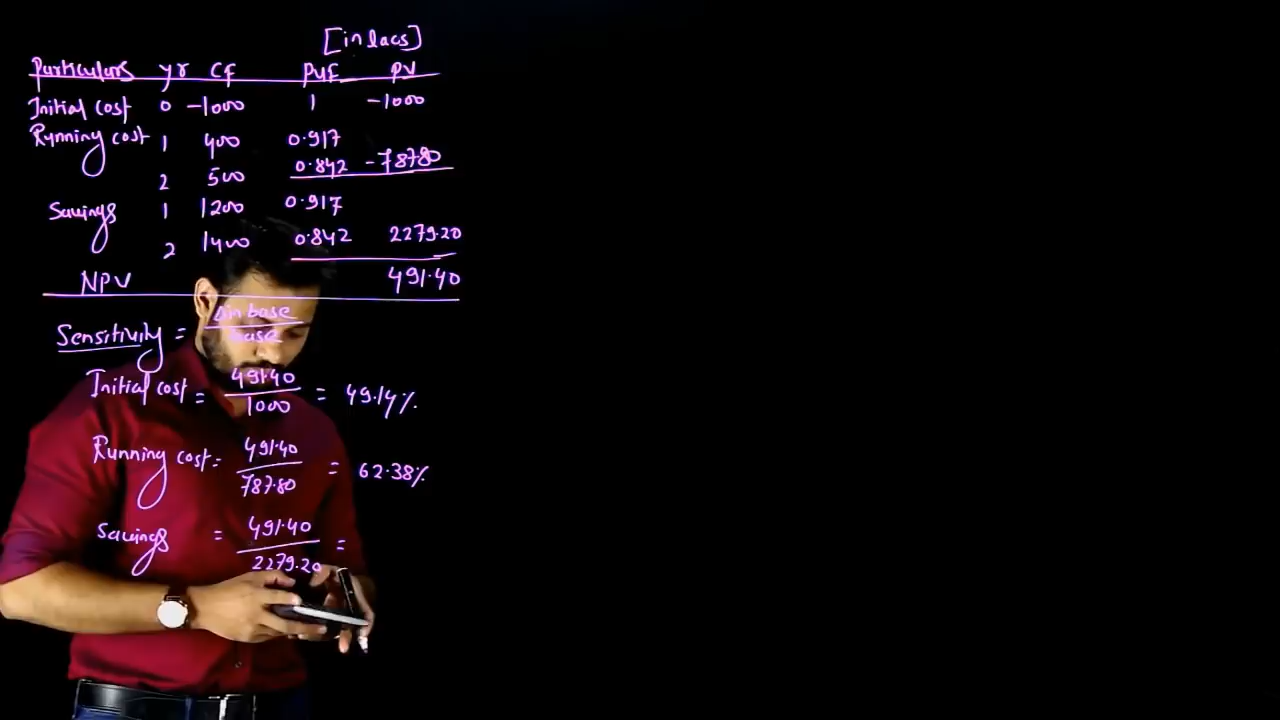 [in lacs]
Particulars yr Cf PVF PV
Initial cost 0 -1000 1 -1000
Running cost 1 400 0.917
2 500 0.842 -787.80
Savings 1 1200 0.917
2 1400 0.842 2279.20
NPV 491.40
Sensitivity = Δ in base / base
Initial cost = 491.40 / 1000 = 49.14%
Running cost = 491.40 / 787.80 = 62.38%
Savings = 491.40 / 2279.20 =